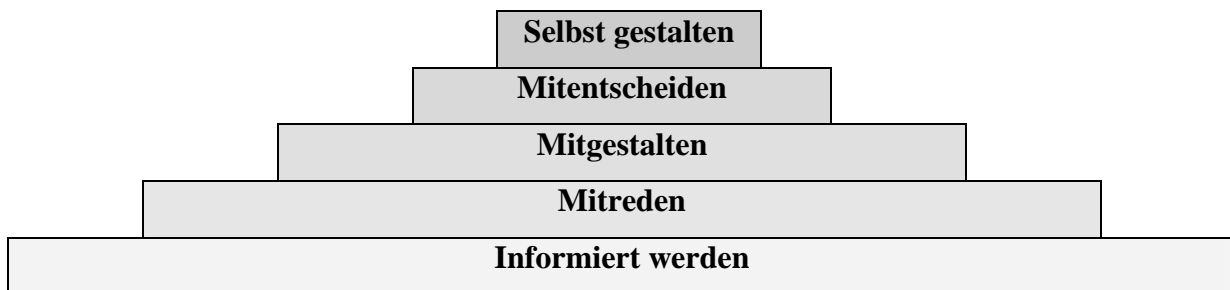 Selbst gestalten
Mitentscheiden
Mitgestalten
Mitreden
Informiert werden